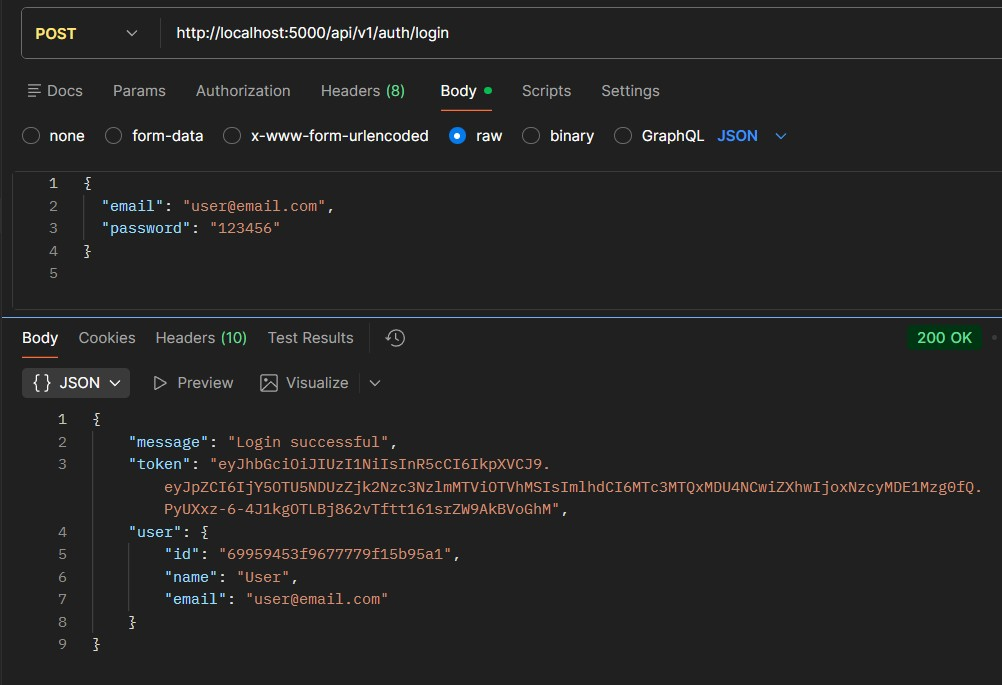 POST http://localhost:5000/api/v1/auth/login
Docs Params Authorization Headers (8) Body Scripts Settings
none form-data x-www-form-urlencoded raw binary GraphQL JSON
1 {
2 "email": "user@email.com",
3 "password": "123456"
4 }
5
Body Cookies Headers (10) Test Results 200 OK
{} JSON Preview Visualize
1 {
2 "message": "Login successful",
3 "token": "eyJhbGciOiJIUzI1NiIsInR5cCI6IkpXVCJ9.
eyJpZCI6IjY5OTU5NDUzZjk2Nzc3NzlmMTViOTVhMSIsImlhdCI6MTc3MTQxMDU4NCwiZXhwIjoxNzcyMDE1Mzg0fQ.
PyUXxz-6-4J1kgOTLBj862vTftt161srZW9AkBVoGhM",
4 "user": {
5 "id": "69959453f9677779f15b95a1",
6 "name": "User",
7 "email": "user@email.com"
8 }
9 }